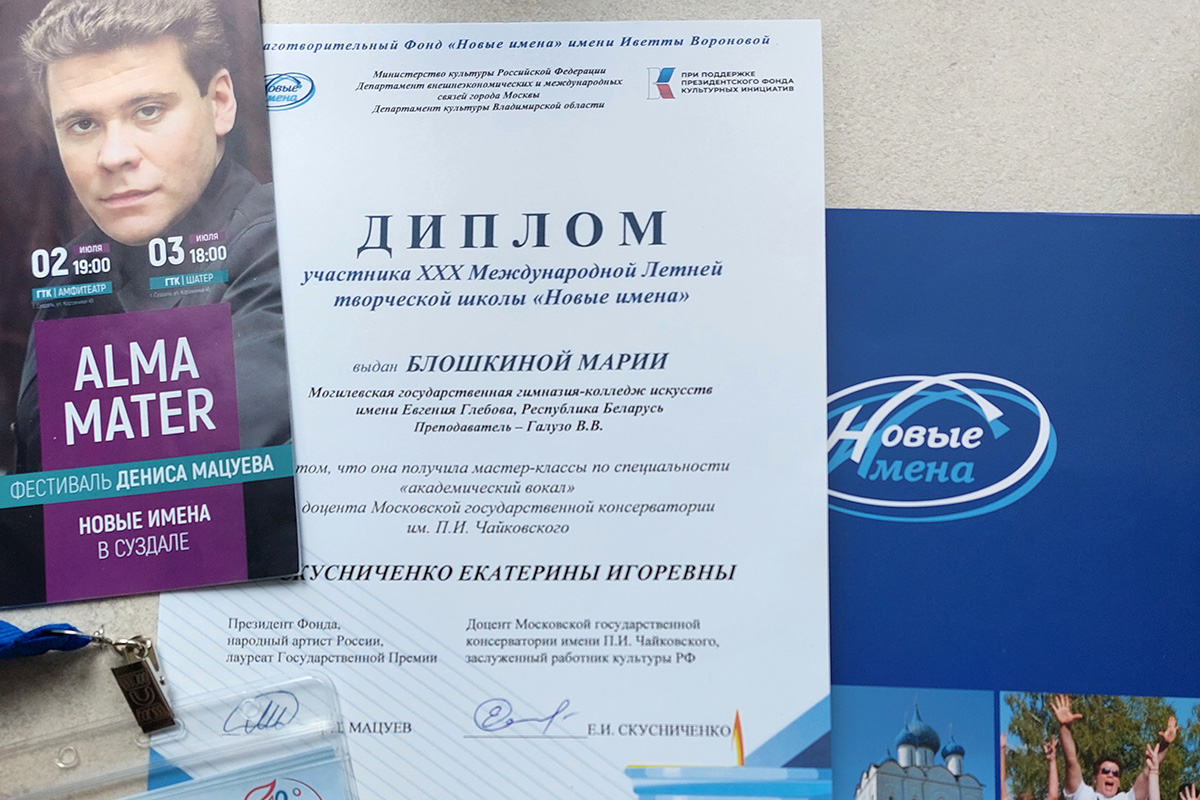 02 ИЮЛЯ 19:00
ГТК | АМФИТЕАТР
03 ИЮЛЯ 18:00
ГТК | ШАТЕР
ALMA
MATER
ФЕСТИВАЛЬ ДЕНИСА МАЦУЕВА
НОВЫЕ ИМЕНА
В СУЗДАЛЕ
Фонд «Новые имена» имени Иветты Вороновой
Новые
имена
Министерство культуры Российской Федерации
Департамент внешнеэкономических и международных
связей города Москвы
Департамент культуры Владимирской области
ПРИ ПОДДЕРЖКЕ
ПРЕЗИДЕНТСКОГО ФОНДА
КУЛЬТУРНЫХ ИНИЦИАТИВ
ДИПЛОМ
участника XXX Международной Летней
творческой школы «Новые имена»
выдан БЛОШКИНОЙ МАРИИ
Могилевская государственная гимназия-колледж искусств
имени Евгения Глебова, Республика Беларусь
Преподаватель – Галузо В.В.
том, что она получила мастер-классы по специальности
«академический вокал»
доцента Московской государственной консерватории
им. П.И. Чайковского
СКУСНИЧЕНКО ЕКАТЕРИНЫ ИГОРЕВНЫ
Президент Фонда,
народный артист России,
лауреат Государственной Премии
МАЦУЕВ
Доцент Московской государственной
консерватории имени П.И. Чайковского,
заслуженный работник культуры РФ
Е.И. СКУСНИЧЕНКО
Новые
Имена